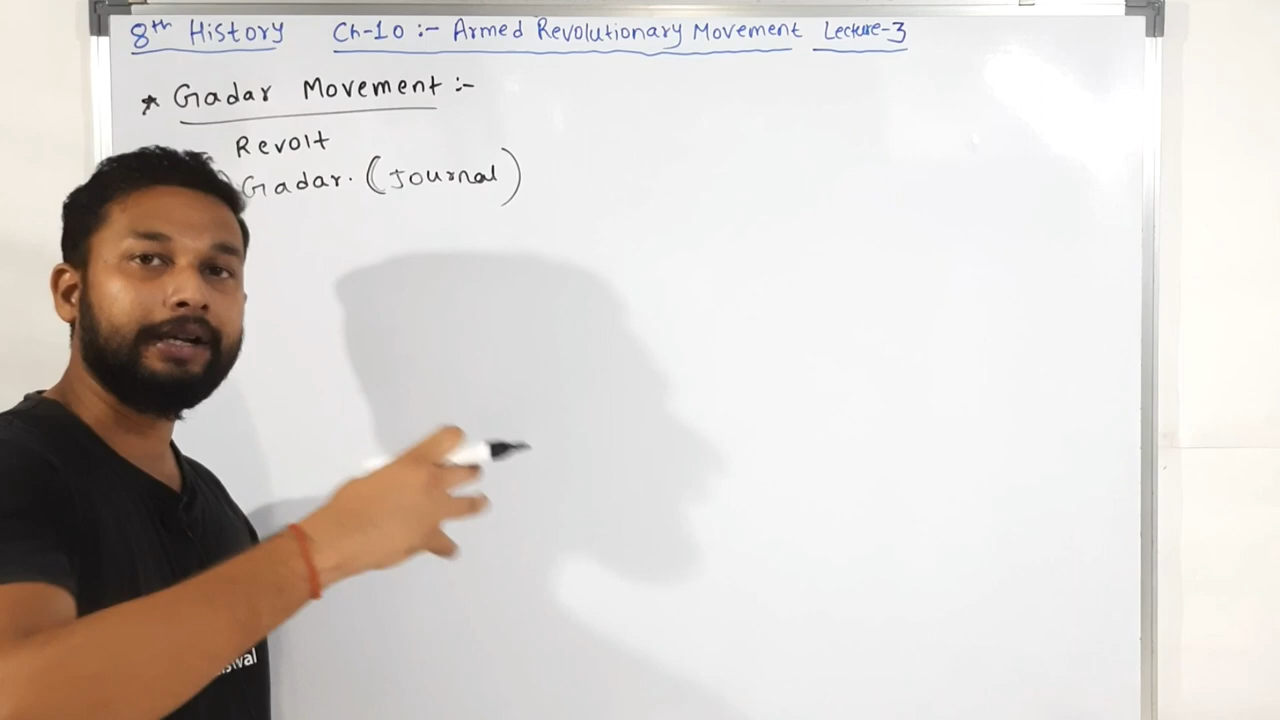 8th History Ch-10 :- Armed Revolutionary Movement Lecture-3
* Gadar Movement :-
Revolt
Gadar. (Journal)